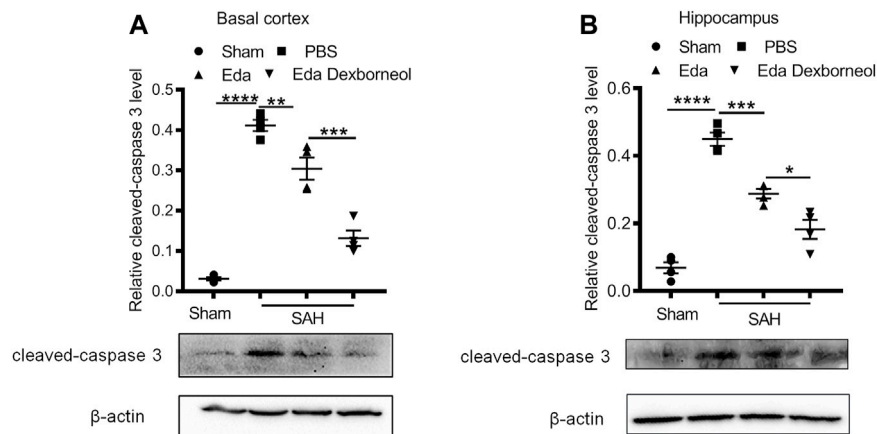 A
Basal cortex
● Sham ■ PBS
▲ Eda ▼ Eda Dexborneol
Relative cleaved-caspase 3 level
0.5
0.4
0.3
0.2
0.1
0.0
****
**
***
Sham
SAH
cleaved-caspase 3
β-actin
B
Hippocampus
● Sham ■ PBS
▲ Eda ▼ Eda Dexborneol
Relative cleaved-caspase 3 level
0.6
0.4
0.2
0.0
****
***
*
Sham
SAH
cleaved-caspase 3
β-actin